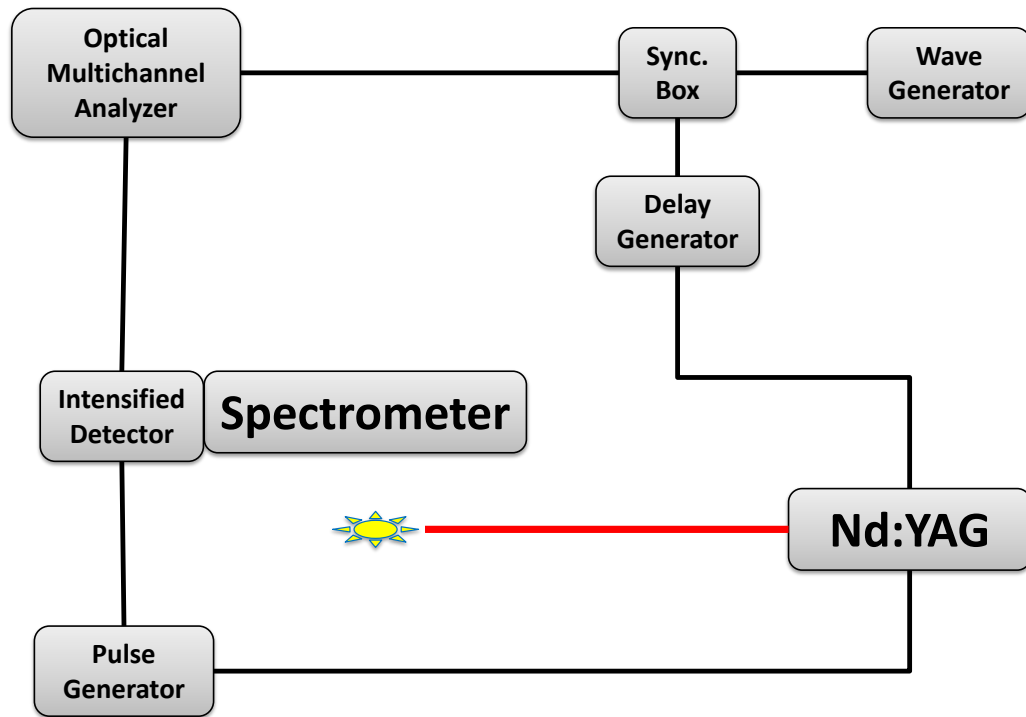 Optical
Multichannel
Analyzer
Sync.
Box
Wave
Generator
Delay
Generator
Intensified
Detector
Spectrometer
Nd:YAG
Pulse
Generator